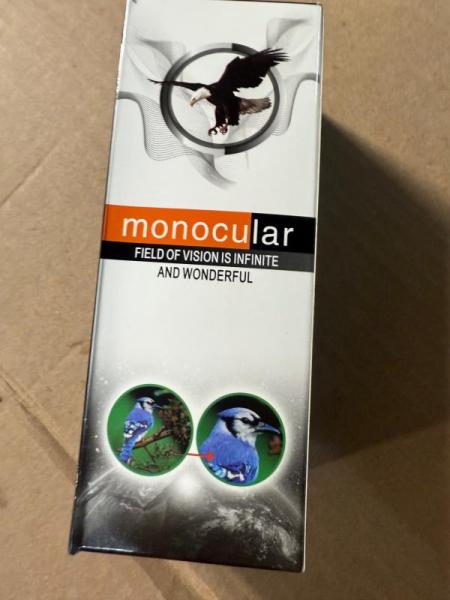 monocular
FIELD OF VISION IS INFINITE
AND WONDERFUL